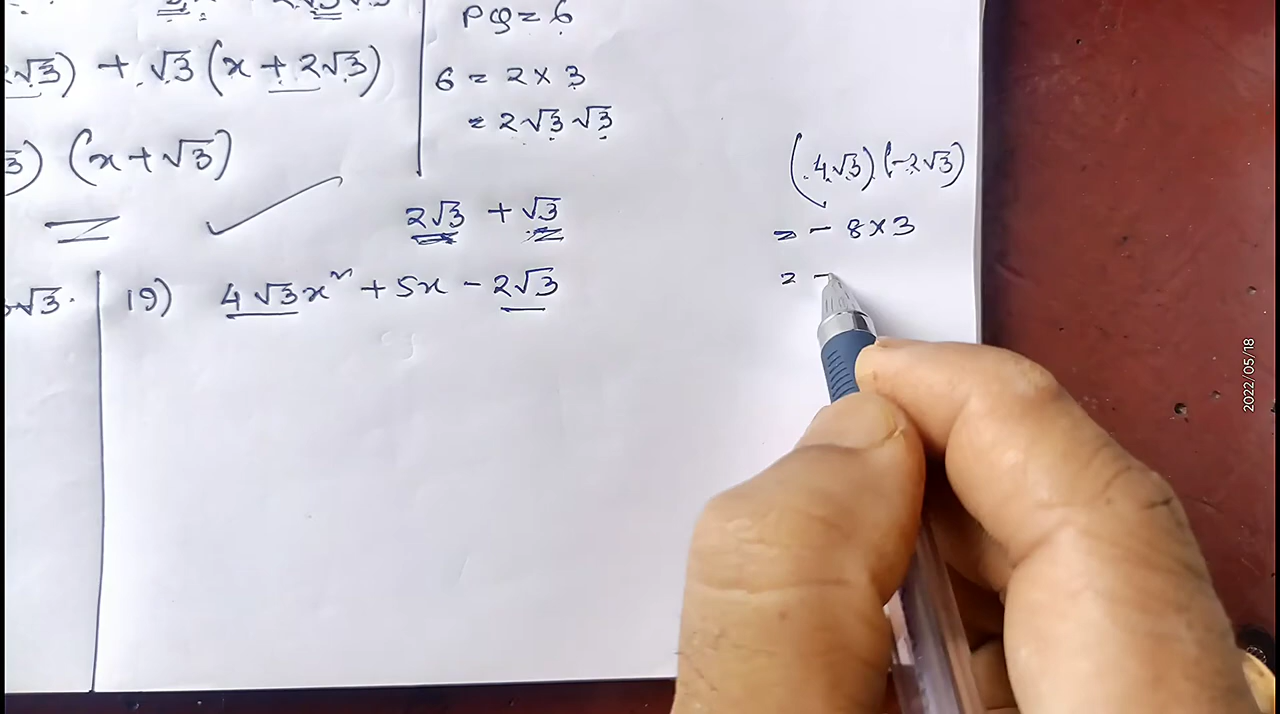 PQ = 6
2√3) + √3 (x + 2√3)
6 = 2 × 3
= 2√3 √3
3) (x + √3)
2√3 + √3
(4√3) (-2√3)
= - 8×3
= -
√3.
19) 4√3x² + 5x - 2√3
2022/05/18